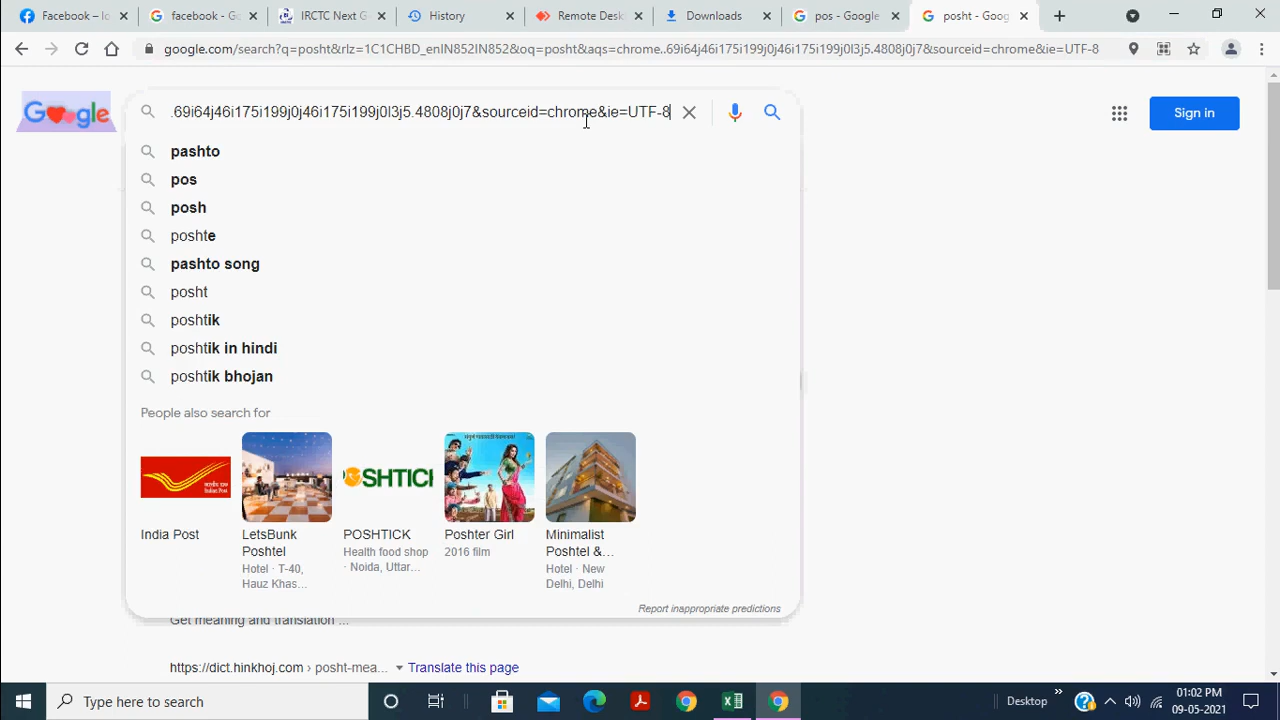 Facebook - lo
facebook - Go
IRCTC Next G
History
Remote Desk
Downloads
pos - Google
posht - Goog
google.com/search?q=posht&rlz=1C1CHBD_enIN852IN852&oq=posht&aqs=chrome..69i64j46i175i199j0j46i175i199j0l3j5.4808j0j7&sourceid=chrome&ie=UTF-8
Google
.69i64j46i175i199j0j46i175i199j0l3j5.4808j0j7&sourceid=chrome&ie=UTF-8
Sign in
pashto
pos
posh
poshte
pashto song
posht
poshtik
poshtik in hindi
poshtik bhojan
People also search for
India Post
LetsBunk
Poshtel
Hotel · T-40,
Hauz Khas...
POSHTICK
Health food shop
· Noida, Uttar...
Poshter Girl
2016 film
Minimalist
Poshtel &...
Hotel · New
Delhi, Delhi
OSHTICK
Report inappropriate predictions
Get meaning and translation ...
https://dict.hinkhoj.com › posht-mea...
Translate this page
Type here to search
Desktop
01:02 PM
09-05-2021